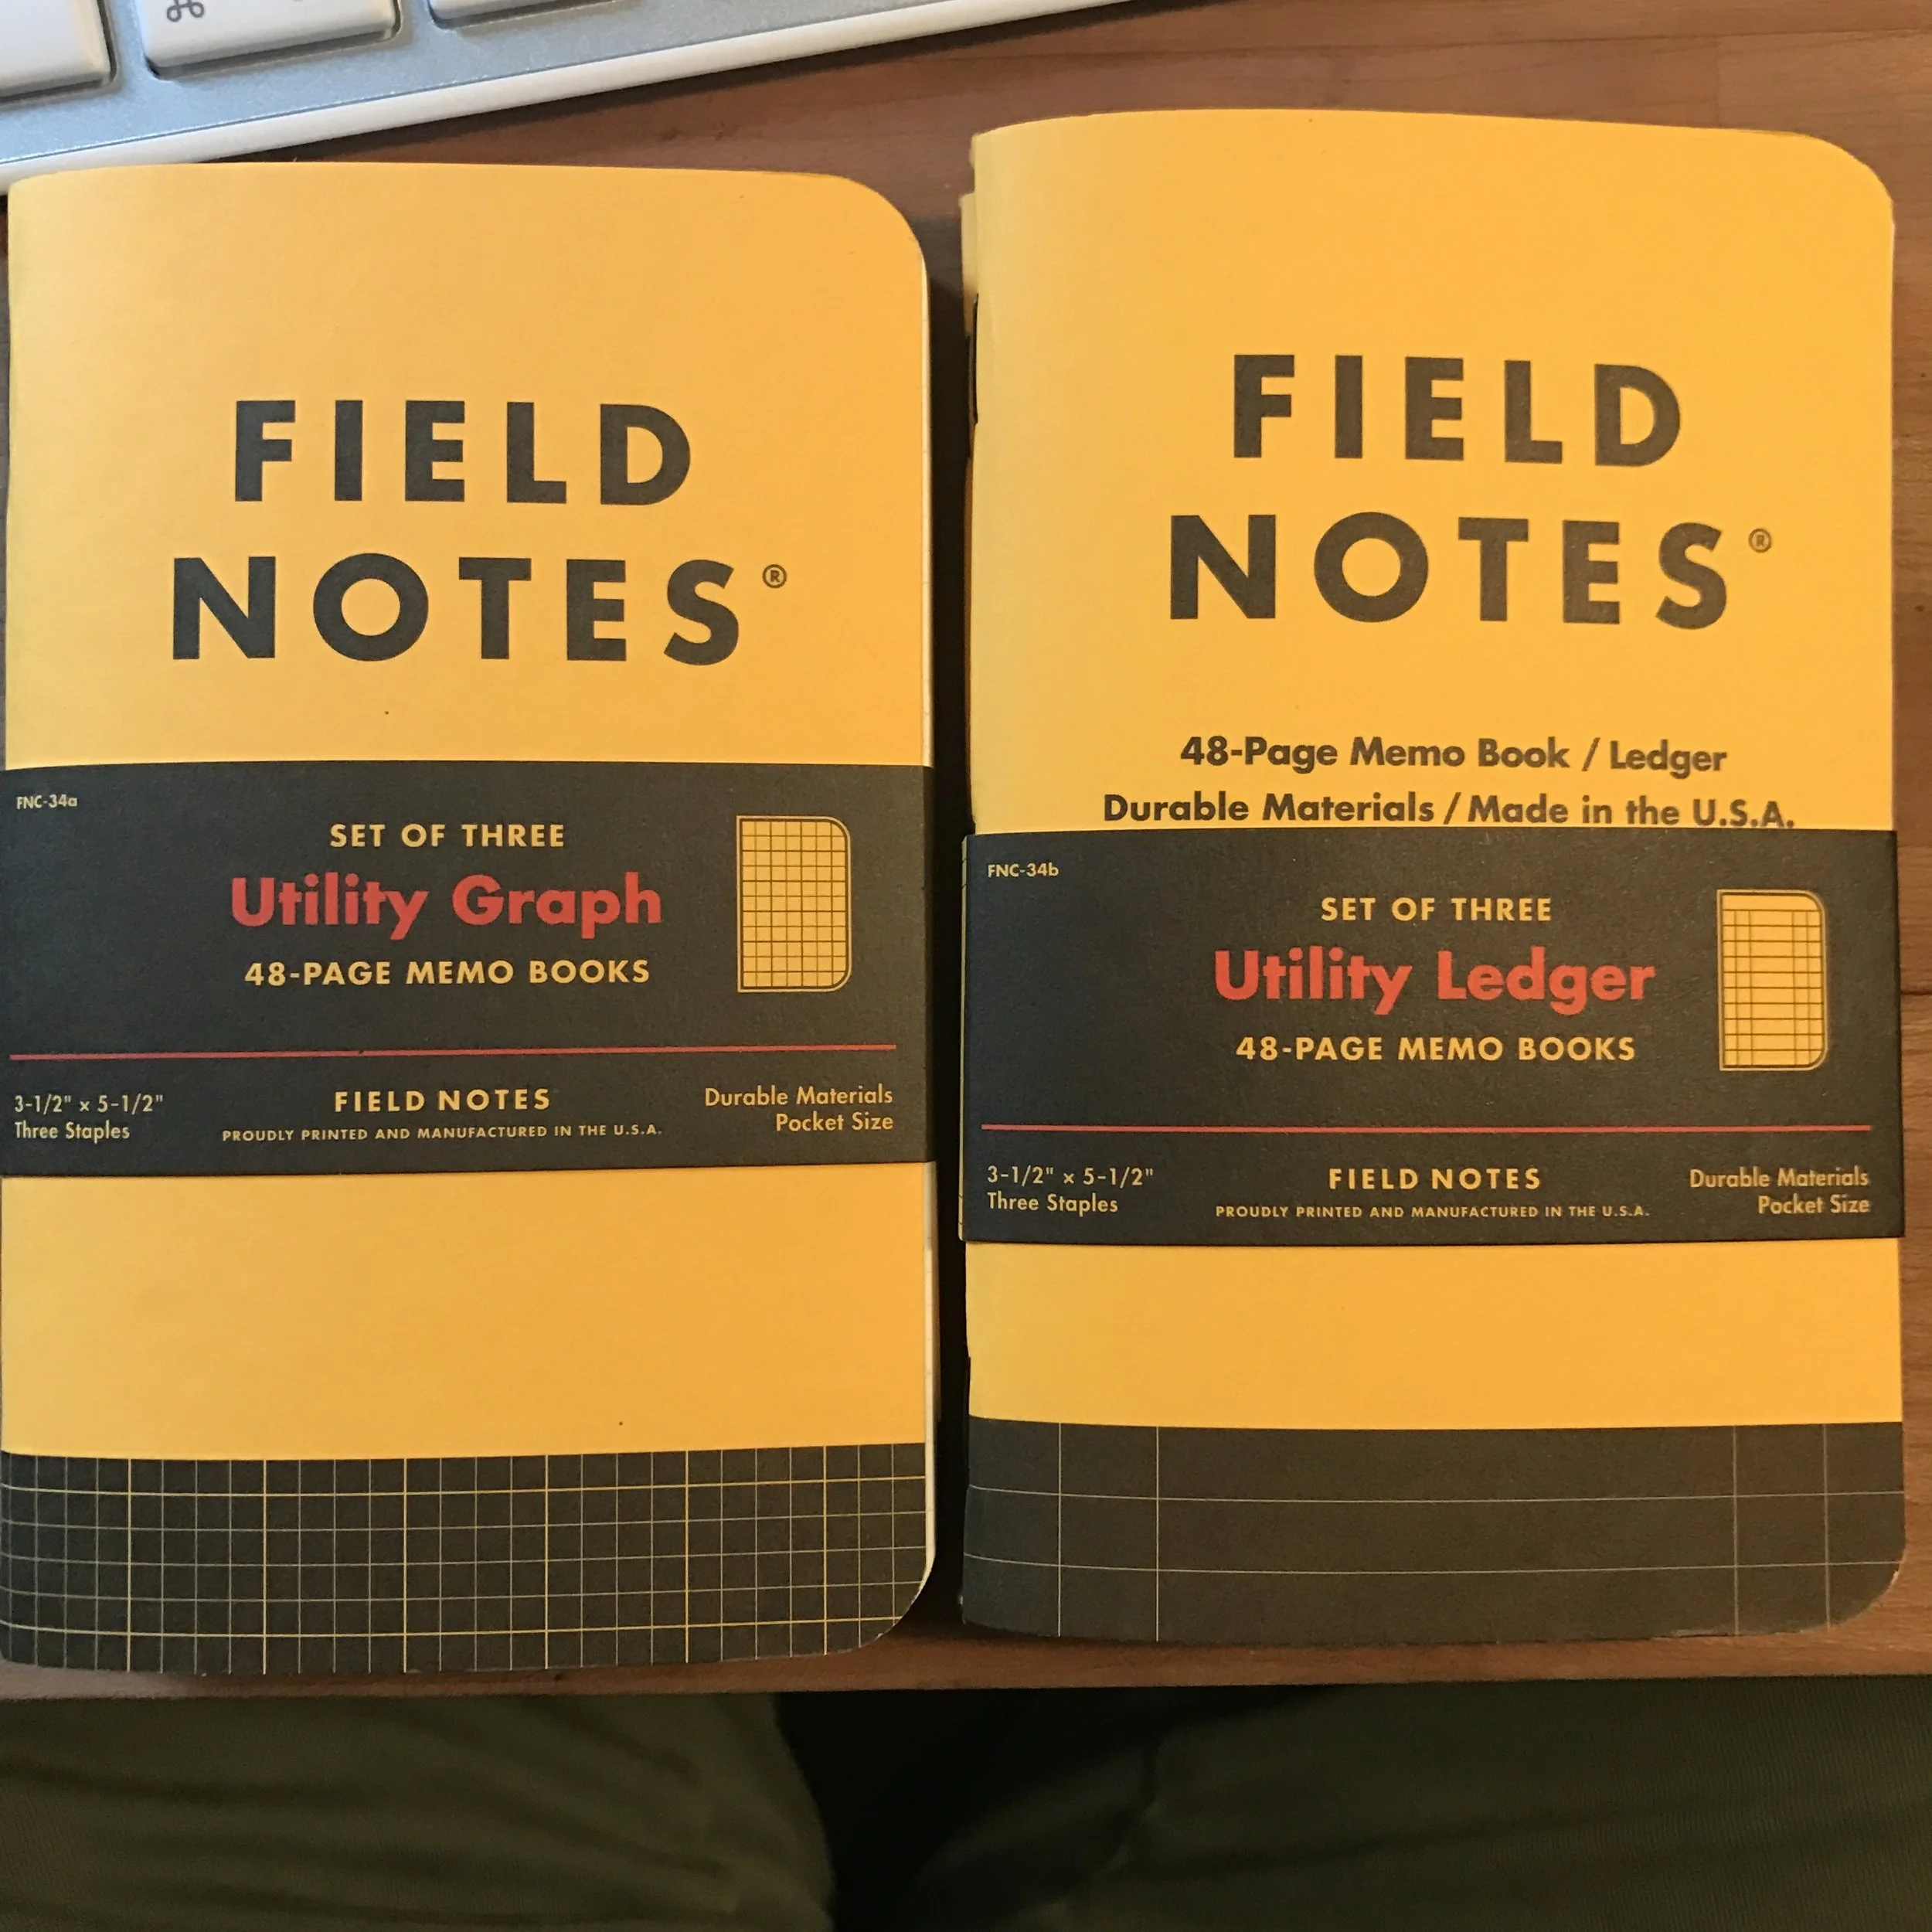 ⌘
FIELD
NOTES®
FNC-34a
SET OF THREE
Utility Graph
48-PAGE MEMO BOOKS
3-1/2" × 5-1/2"
Three Staples
FIELD NOTES
PROUDLY PRINTED AND MANUFACTURED IN THE U.S.A.
Durable Materials
Pocket Size
FIELD
NOTES®
48-Page Memo Book / Ledger
Durable Materials / Made in the U.S.A.
FNC-34b
SET OF THREE
Utility Ledger
48-PAGE MEMO BOOKS
3-1/2" × 5-1/2"
Three Staples
FIELD NOTES
PROUDLY PRINTED AND MANUFACTURED IN THE U.S.A.
Durable Materials
Pocket Size